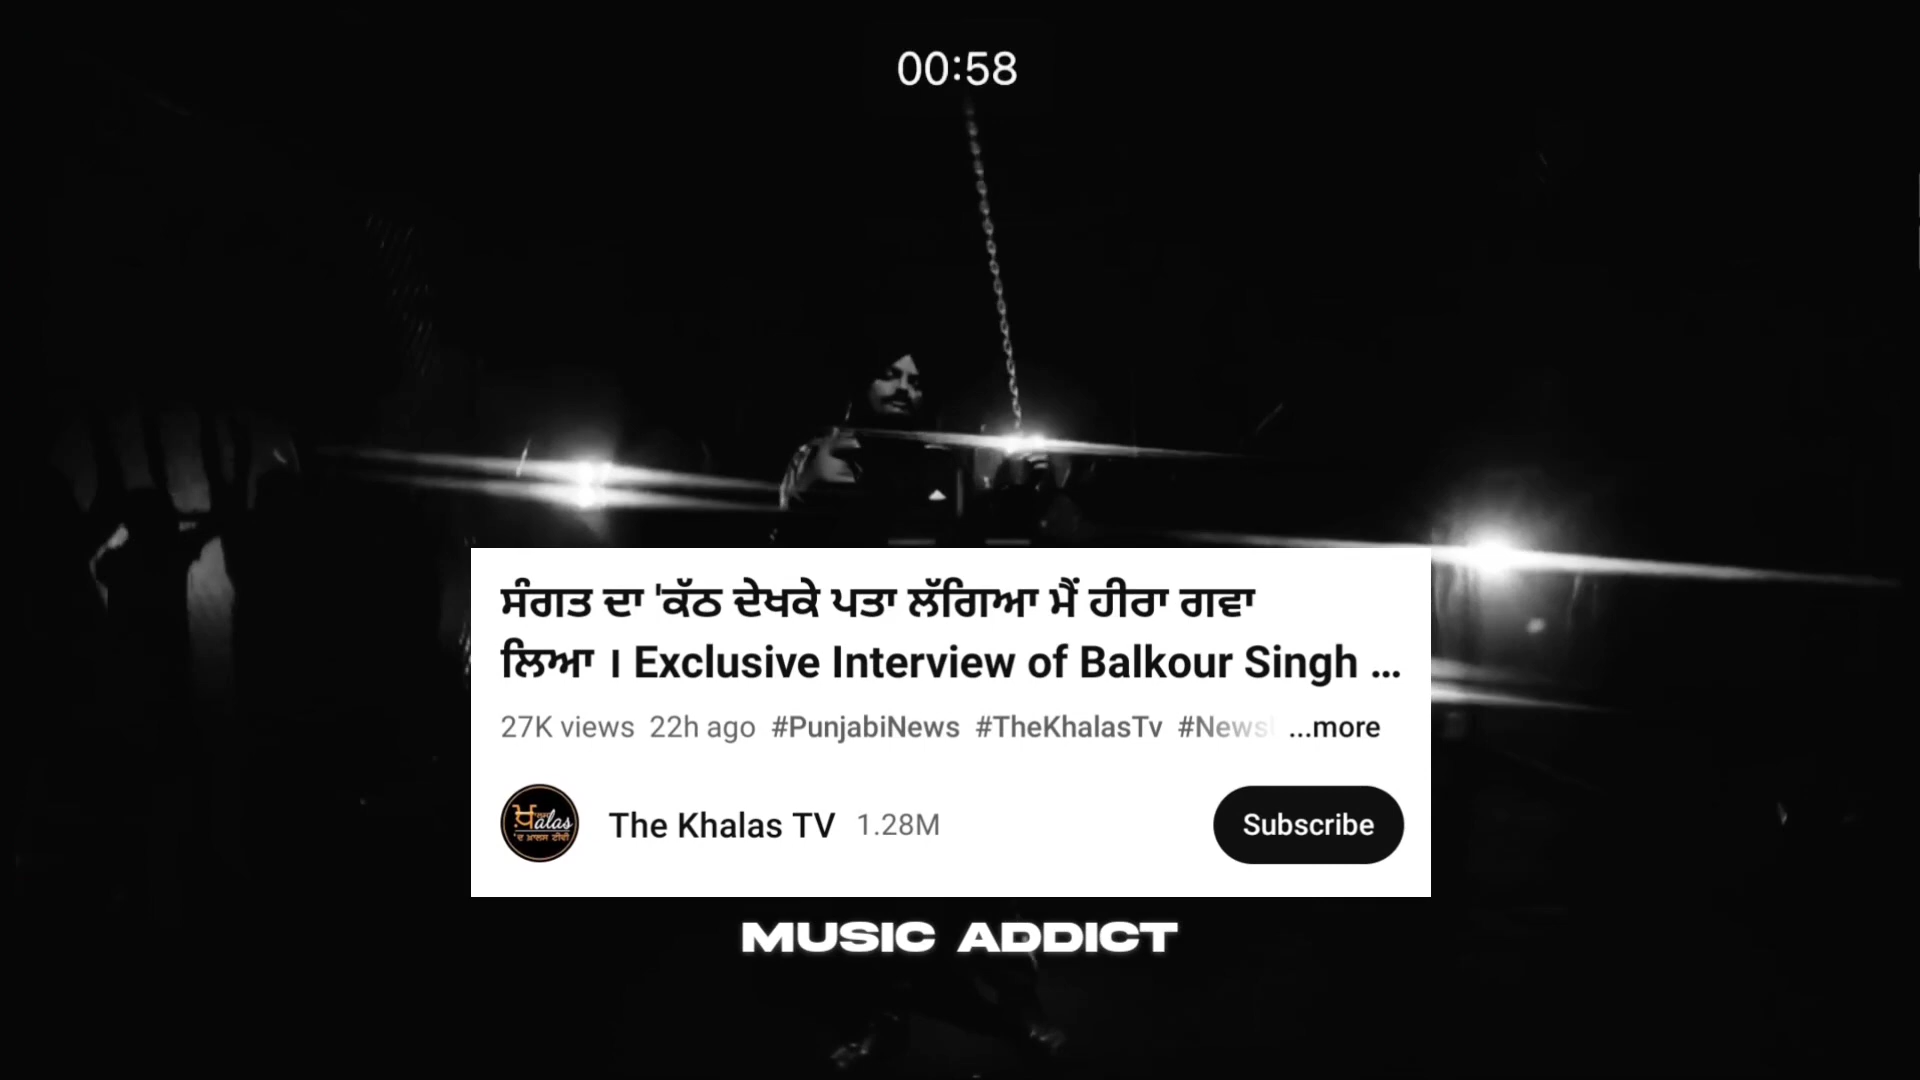 00:58
ਸੰਗਤ ਦਾ 'ਕੱਠ ਦੇਖਕੇ ਪਤਾ ਲੱਗਿਆ ਮੈਂ ਹੀਰਾ ਗਵਾ
ਲਿਆ । Exclusive Interview of Balkour Singh ...
27K views 22h ago #PunjabiNews #TheKhalasTv #News ...more
The Khalas TV 1.28M
Subscribe
MUSIC ADDICT